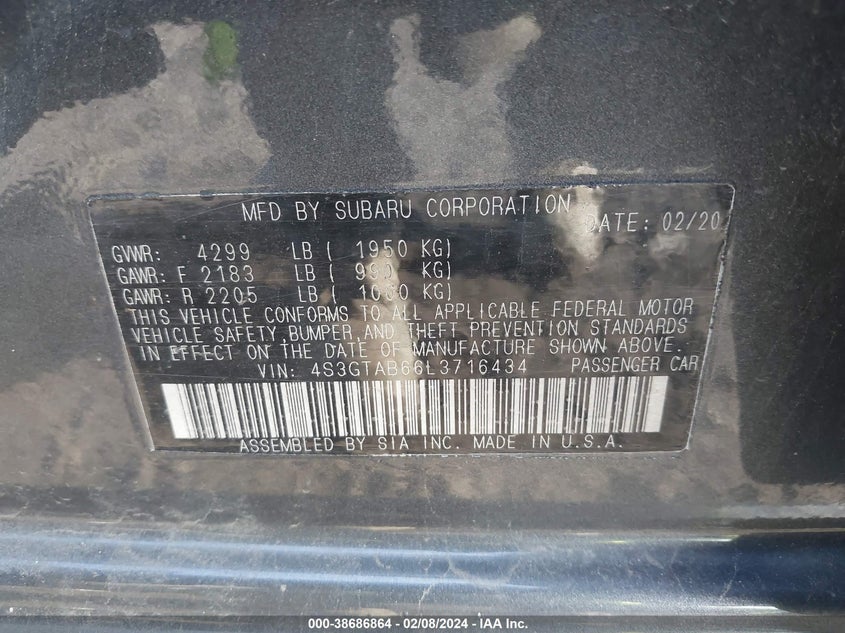 MFD BY SUBARU CORPORATION DATE: 02/20
GVWR: 4299 LB ( 1950 KG)
GAWR: F 2183 LB ( 990 KG)
GAWR: R 2205 LB ( 1000 KG)
THIS VEHICLE CONFORMS TO ALL APPLICABLE FEDERAL MOTOR
VEHICLE SAFETY, BUMPER, AND THEFT PREVENTION STANDARDS
IN EFFECT ON THE DATE OF MANUFACTURE SHOWN ABOVE.
VIN: 4S3GTAB66L3716434 PASSENGER CAR
ASSEMBLED BY SIA INC. MADE IN U.S.A.
000-38686864 — 02/08/2024 — IAA Inc.